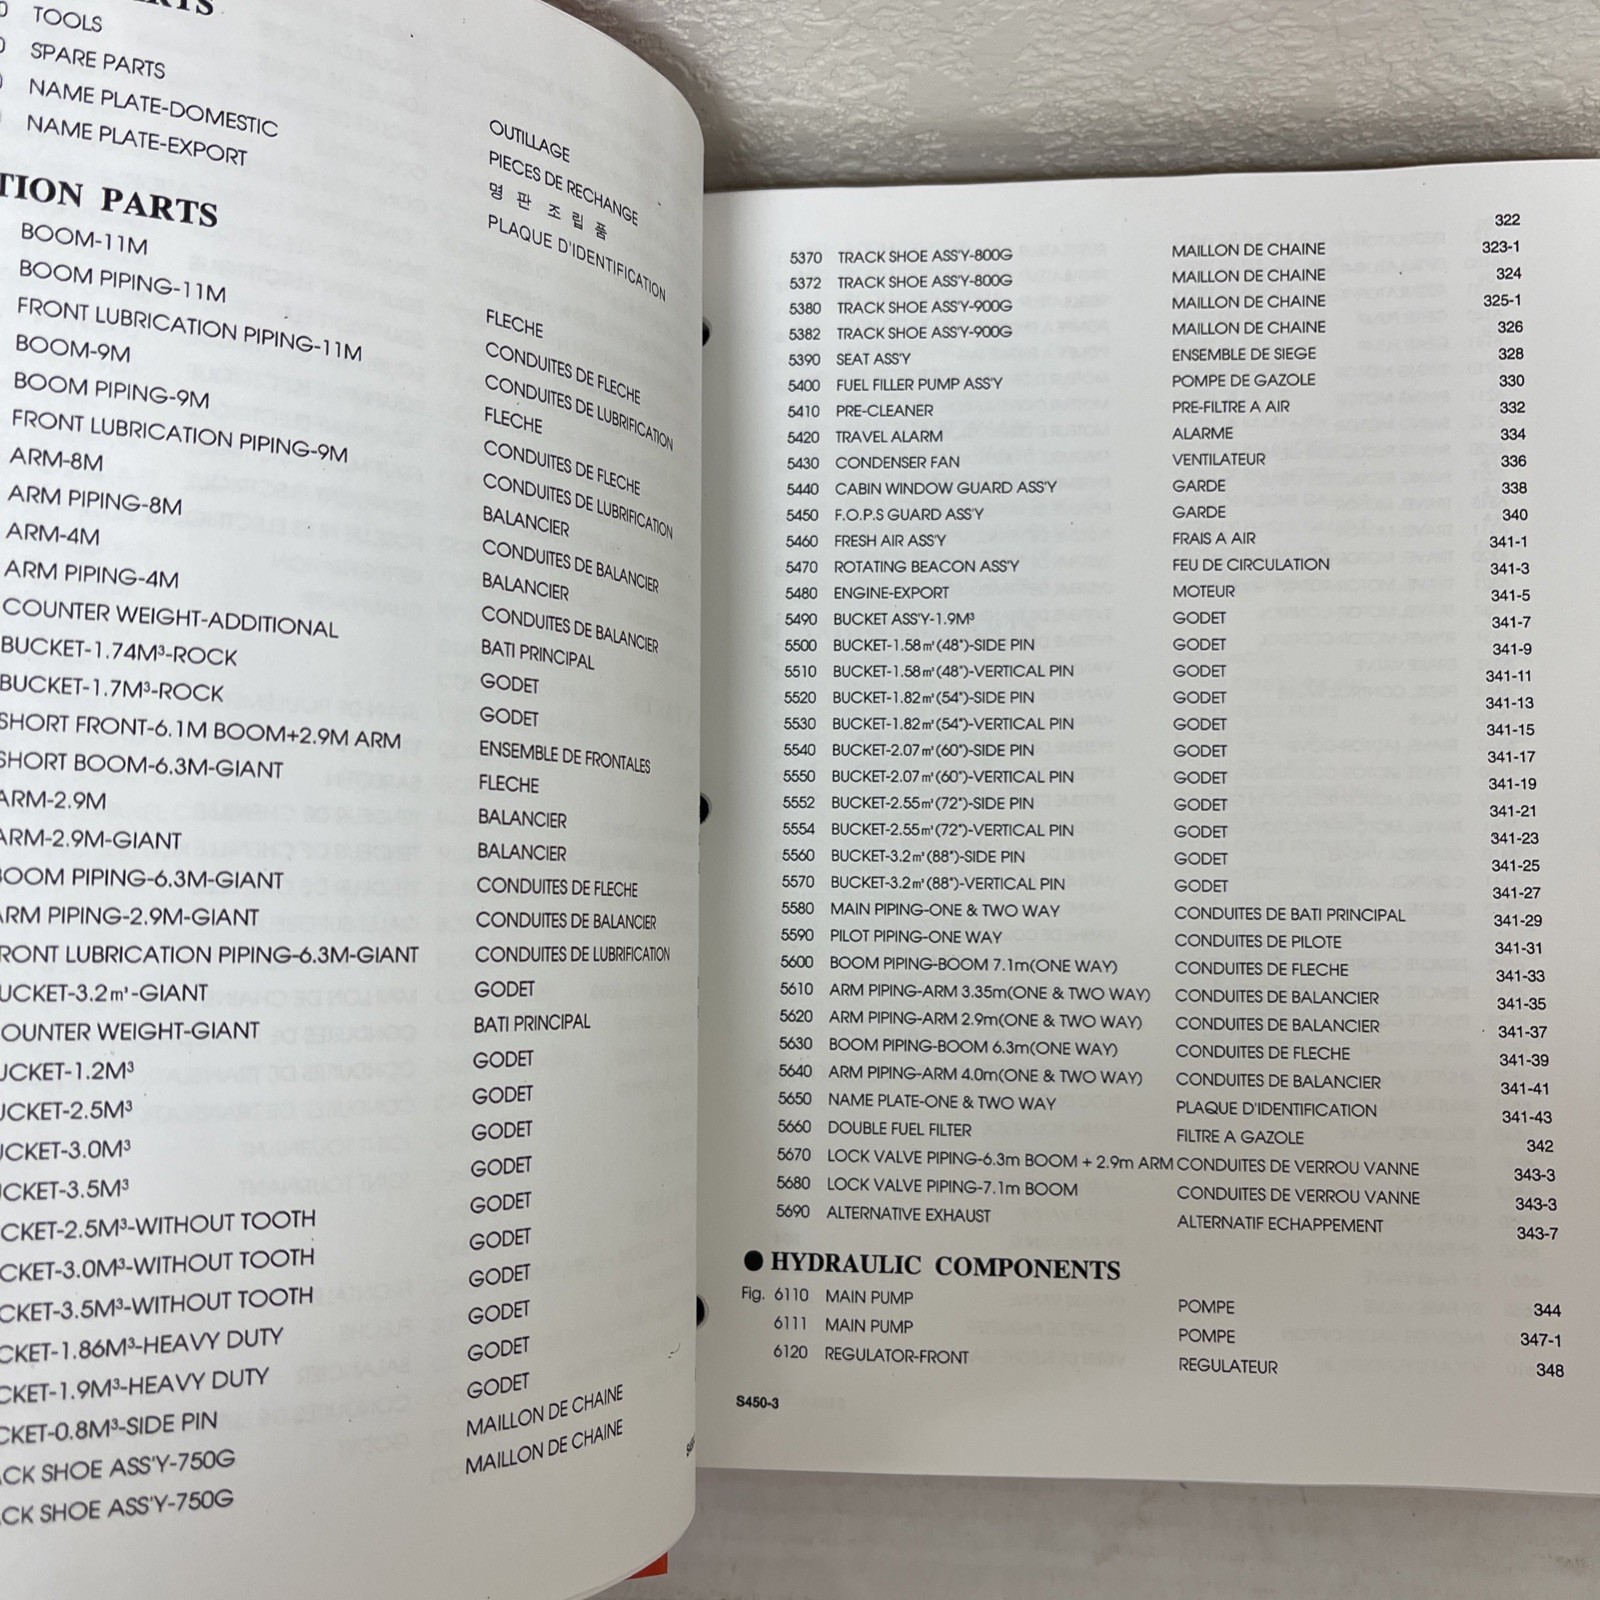 TOOLS OUTILLAGE
SPARE PARTS PIECES DE RECHANGE
NAME PLATE-DOMESTIC 명 판 조 립 품
NAME PLATE-EXPORT PLAQUE D'IDENTIFICATION
TION PARTS
BOOM-11M FLECHE
BOOM PIPING-11M CONDUITES DE FLECHE
FRONT LUBRICATION PIPING-11M CONDUITES DE LUBRIFICATION
BOOM-9M FLECHE
BOOM PIPING-9M CONDUITES DE FLECHE
FRONT LUBRICATION PIPING-9M CONDUITES DE LUBRIFICATION
ARM-8M BALANCIER
ARM PIPING-8M CONDUITES DE BALANCIER
ARM-4M BALANCIER
ARM PIPING-4M CONDUITES DE BALANCIER
COUNTER WEIGHT-ADDITIONAL BATI PRINCIPAL
BUCKET-1.74M³-ROCK GODET
BUCKET-1.7M³-ROCK GODET
SHORT FRONT-6.1M BOOM+2.9M ARM ENSEMBLE DE FRONTALES
SHORT BOOM-6.3M-GIANT FLECHE
ARM-2.9M BALANCIER
ARM-2.9M-GIANT BALANCIER
BOOM PIPING-6.3M-GIANT CONDUITES DE FLECHE
ARM PIPING-2.9M-GIANT CONDUITES DE BALANCIER
RONT LUBRICATION PIPING-6.3M-GIANT CONDUITES DE LUBRIFICATION
UCKET-3.2㎥-GIANT GODET
OUNTER WEIGHT-GIANT BATI PRINCIPAL
UCKET-1.2M³ GODET
UCKET-2.5M³ GODET
UCKET-3.0M³ GODET
CKET-3.5M³ GODET
CKET-2.5M³-WITHOUT TOOTH GODET
CKET-3.0M³-WITHOUT TOOTH GODET
CKET-3.5M³-WITHOUT TOOTH GODET
CKET-1.86M³-HEAVY DUTY GODET
CKET-1.9M³-HEAVY DUTY GODET
CKET-0.8M³-SIDE PIN GODET
CK SHOE ASS'Y-750G MAILLON DE CHAINE
CK SHOE ASS'Y-750G MAILLON DE CHAINE
322
5370 TRACK SHOE ASS'Y-800G MAILLON DE CHAINE 323-1
5372 TRACK SHOE ASS'Y-800G MAILLON DE CHAINE 324
5380 TRACK SHOE ASS'Y-900G MAILLON DE CHAINE 325-1
5382 TRACK SHOE ASS'Y-900G MAILLON DE CHAINE 326
5390 SEAT ASS'Y ENSEMBLE DE SIEGE 328
5400 FUEL FILLER PUMP ASS'Y POMPE DE GAZOLE 330
5410 PRE-CLEANER PRE-FILTRE A AIR 332
5420 TRAVEL ALARM ALARME 334
5430 CONDENSER FAN VENTILATEUR 336
5440 CABIN WINDOW GUARD ASS'Y GARDE 338
5450 F.O.P.S GUARD ASS'Y GARDE 340
5460 FRESH AIR ASS'Y FRAIS A AIR 341-1
5470 ROTATING BEACON ASS'Y FEU DE CIRCULATION 341-3
5480 ENGINE-EXPORT MOTEUR 341-5
5490 BUCKET ASS'Y-1.9M³ GODET 341-7
5500 BUCKET-1.58㎥(48")-SIDE PIN GODET 341-9
5510 BUCKET-1.58㎥(48")-VERTICAL PIN GODET 341-11
5520 BUCKET-1.82㎥(54")-SIDE PIN GODET 341-13
5530 BUCKET-1.82㎥(54")-VERTICAL PIN GODET 341-15
5540 BUCKET-2.07㎥(60")-SIDE PIN GODET 341-17
5550 BUCKET-2.07㎥(60")-VERTICAL PIN GODET 341-19
5552 BUCKET-2.55㎥(72")-SIDE PIN GODET 341-21
5554 BUCKET-2.55㎥(72")-VERTICAL PIN GODET 341-23
5560 BUCKET-3.2㎥(88")-SIDE PIN GODET 341-25
5570 BUCKET-3.2㎥(88")-VERTICAL PIN GODET 341-27
5580 MAIN PIPING-ONE & TWO WAY CONDUITES DE BATI PRINCIPAL 341-29
5590 PILOT PIPING-ONE WAY CONDUITES DE PILOTE 341-31
5600 BOOM PIPING-BOOM 7.1m(ONE WAY) CONDUITES DE FLECHE 341-33
5610 ARM PIPING-ARM 3.35m(ONE & TWO WAY) CONDUITES DE BALANCIER 341-35
5620 ARM PIPING-ARM 2.9m(ONE & TWO WAY) CONDUITES DE BALANCIER 341-37
5630 BOOM PIPING-BOOM 6.3m(ONE WAY) CONDUITES DE FLECHE 341-39
5640 ARM PIPING-ARM 4.0m(ONE & TWO WAY) CONDUITES DE BALANCIER 341-41
5650 NAME PLATE-ONE & TWO WAY PLAQUE D'IDENTIFICATION 341-43
5660 DOUBLE FUEL FILTER FILTRE A GAZOLE 342
5670 LOCK VALVE PIPING-6.3m BOOM + 2.9m ARM CONDUITES DE VERROU VANNE 343-3
5680 LOCK VALVE PIPING-7.1m BOOM CONDUITES DE VERROU VANNE 343-3
5690 ALTERNATIVE EXHAUST ALTERNATIF ECHAPPEMENT 343-7
● HYDRAULIC COMPONENTS
Fig. 6110 MAIN PUMP POMPE 344
6111 MAIN PUMP POMPE 347-1
6120 REGULATOR-FRONT REGULATEUR 348
S450-3